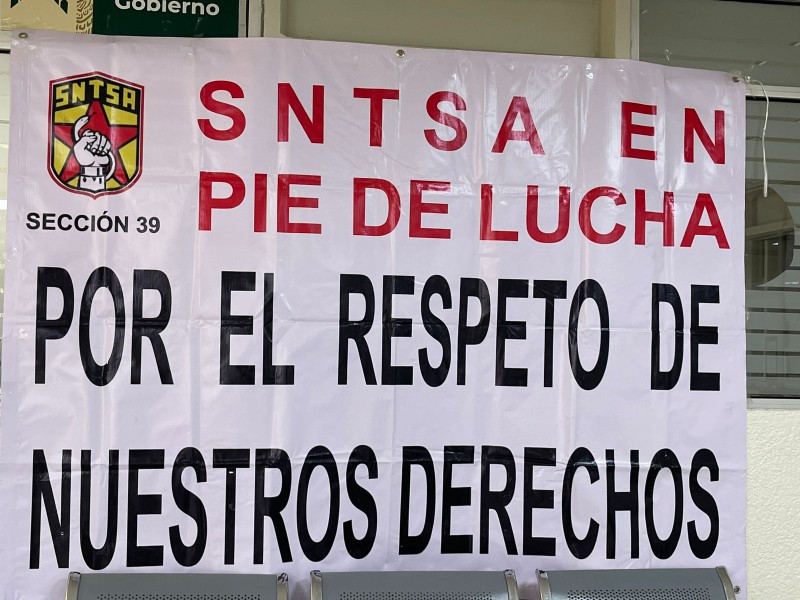 Gobierno
SNTSA
SECCIÓN 39
SNTSA EN
PIE DE LUCHA
POR EL RESPETO DE
NUESTROS DERECHOS